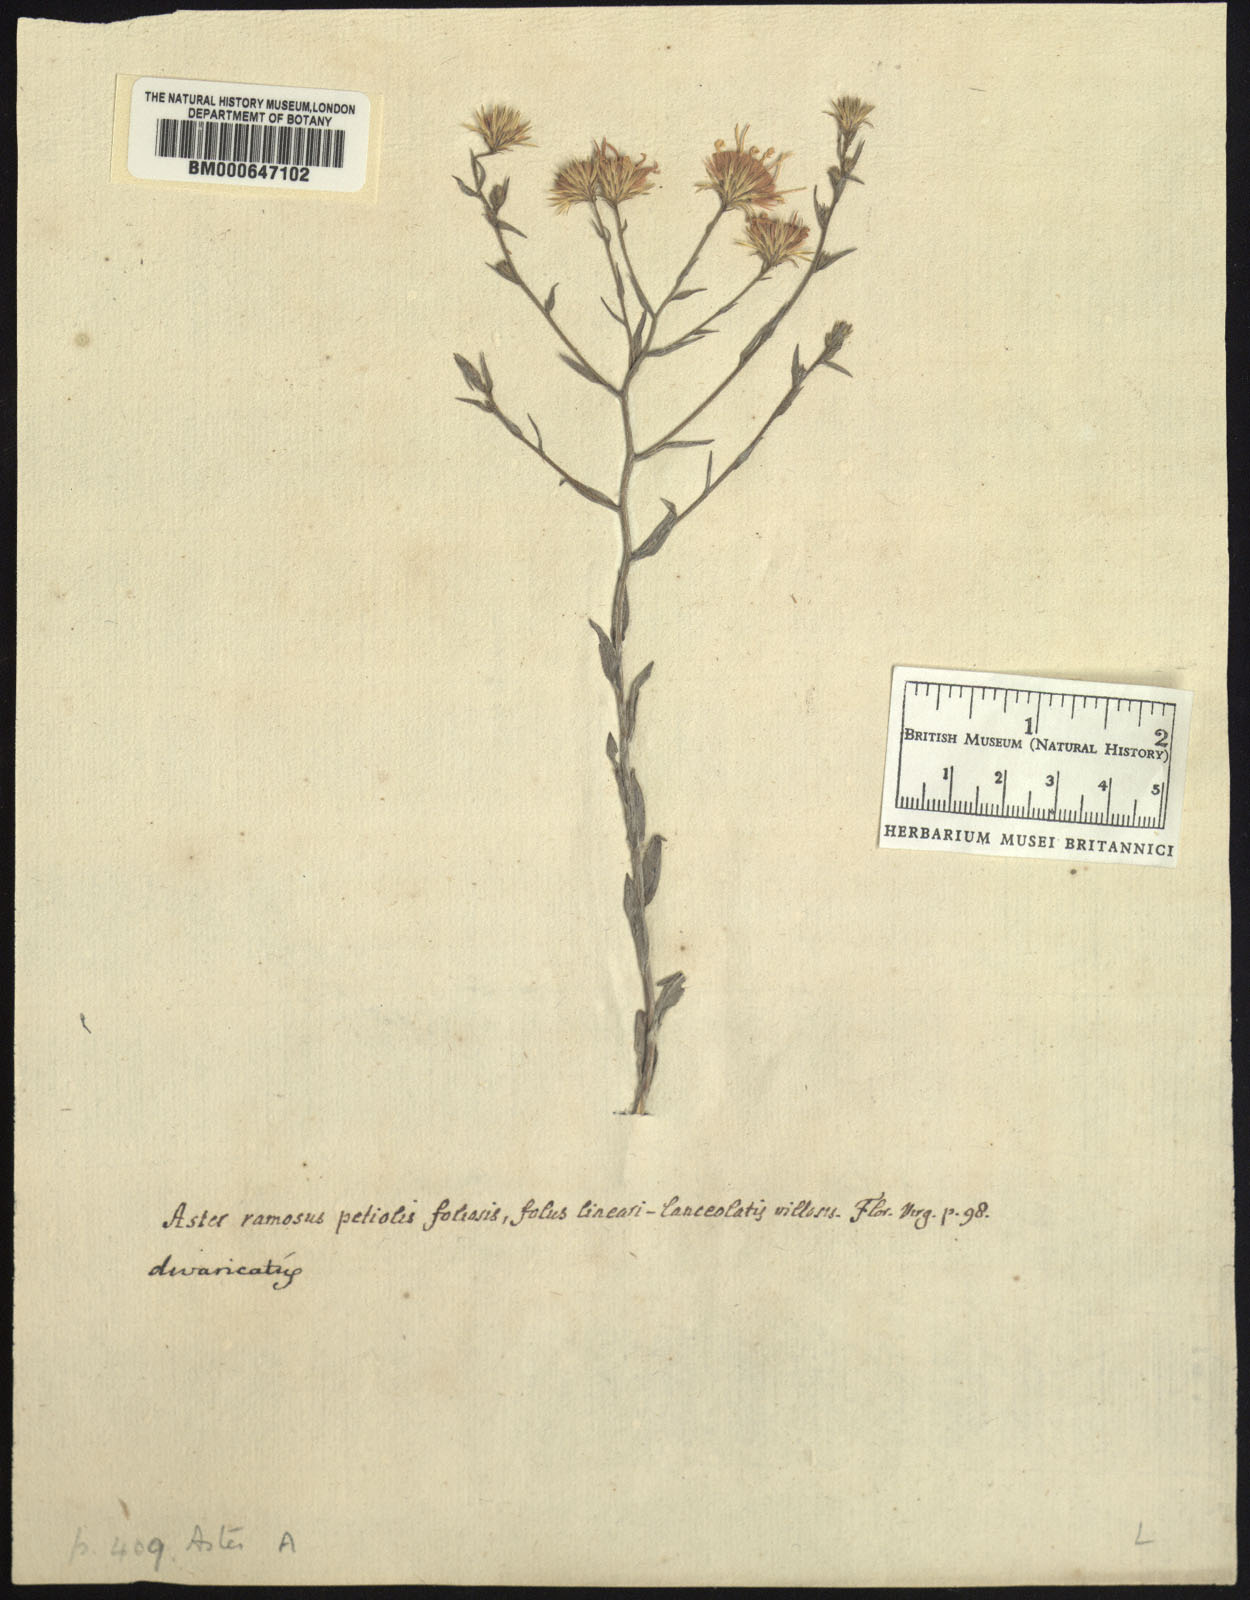 THE NATURAL HISTORY MUSEUM, LONDON
DEPARTMEMT OF BOTANY
BM000647102
1 2
BRITISH MUSEUM (NATURAL HISTORY)
1 2 3 4 5
HERBARIUM MUSEI BRITANNICI
Aster ramosus petiolis foliosis, foliis lineari-lanceolatis villosis. Flor. Virg. p. 98.
divaricatus
p. 409. Aster A
L